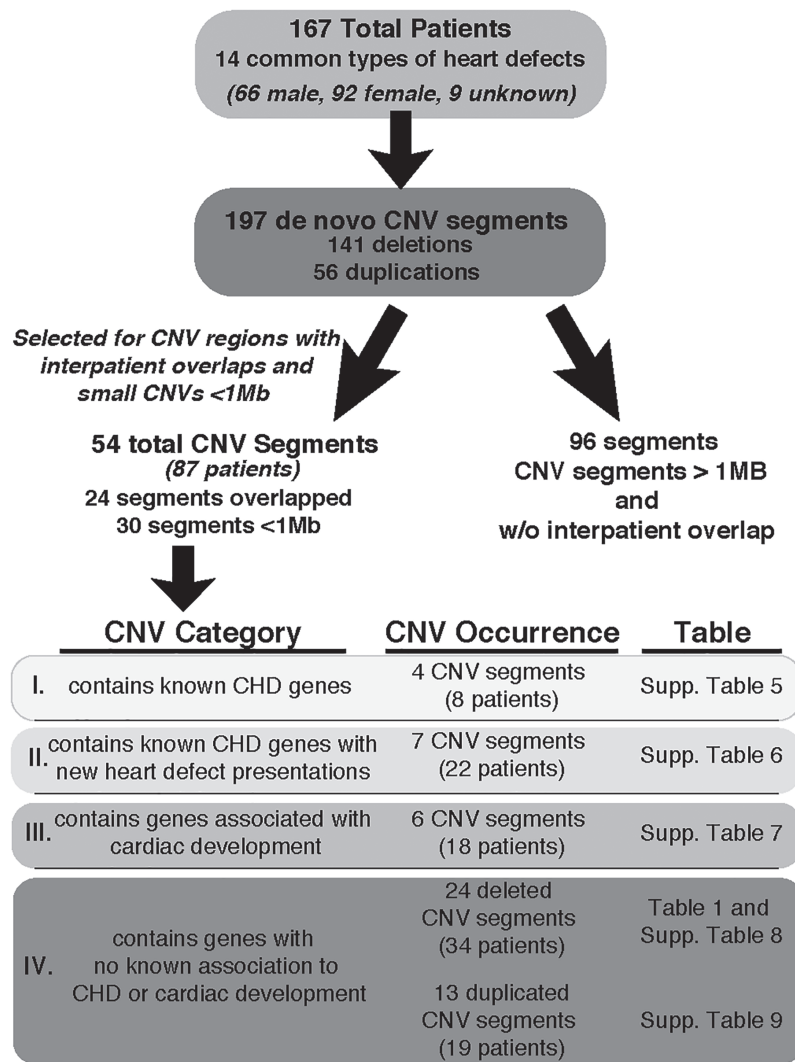 167 Total Patients
14 common types of heart defects
(66 male, 92 female, 9 unknown)
197 de novo CNV segments
141 deletions
56 duplications
Selected for CNV regions with
interpatient overlaps and
small CNVs <1Mb
54 total CNV Segments
(87 patients)
24 segments overlapped
30 segments <1Mb
96 segments
CNV segments > 1MB
and
w/o interpatient overlap
CNV Category CNV Occurrence Table
I. contains known CHD genes
4 CNV segments
(8 patients)
Supp. Table 5
II. contains known CHD genes with
new heart defect presentations
7 CNV segments
(22 patients)
Supp. Table 6
III. contains genes associated with
cardiac development
6 CNV segments
(18 patients)
Supp. Table 7
IV. contains genes with
no known association to
CHD or cardiac development
24 deleted
CNV segments
(34 patients)
Table 1 and
Supp. Table 8
13 duplicated
CNV segments
(19 patients)
Supp. Table 9